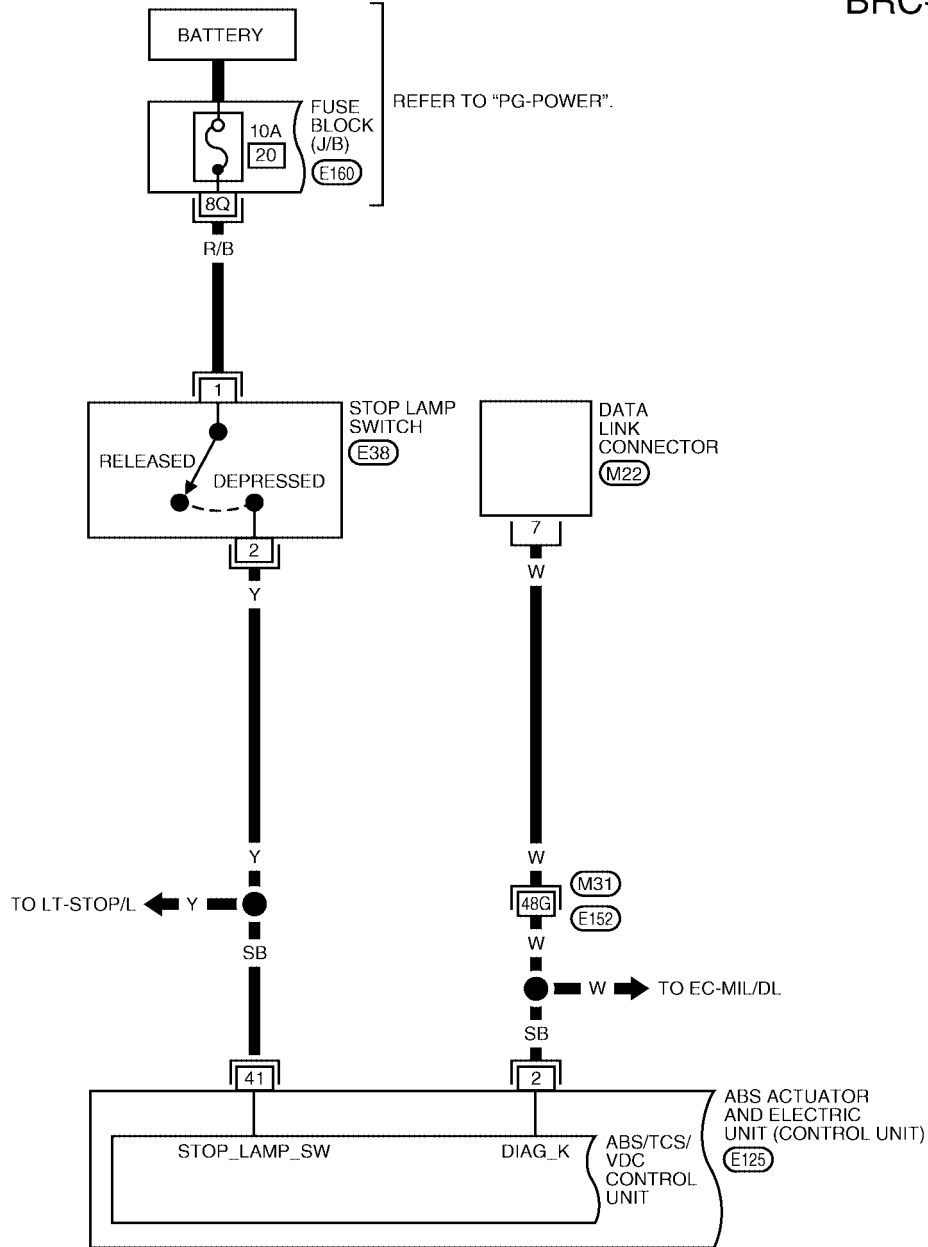 BRC-
BATTERY
REFER TO “PG-POWER”.
FUSE
BLOCK
(J/B)
10A
20
E160
8Q
R/B
1
STOP LAMP
SWITCH
E38
RELEASED
DEPRESSED
2
Y
DATA
LINK
CONNECTOR
M22
7
W
Y
W
M31
48G
E152
TO LT-STOP/L
Y
W
SB
W
TO EC-MIL/DL
SB
41
2
ABS ACTUATOR
AND ELECTRIC
UNIT (CONTROL UNIT)
E125
STOP_LAMP_SW
DIAG_K
ABS/TCS/
VDC
CONTROL
UNIT